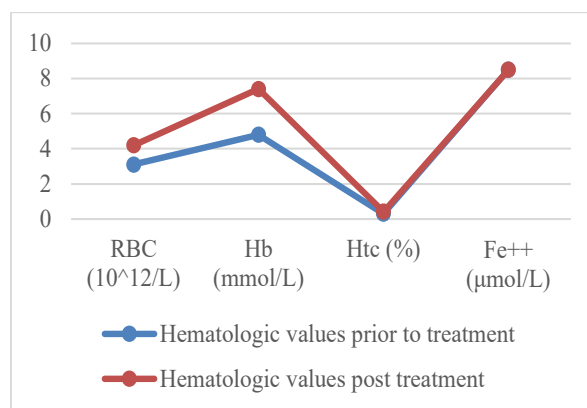 10
8
6
4
2
0
RBC Hb Htc (%) Fe++
(10^12/L) (mmol/L) (μmol/L)
Hematologic values prior to treatment
Hematologic values post treatment